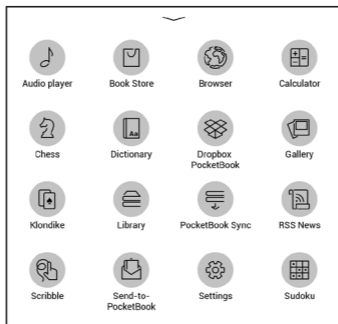 Audio player Book Store Browser Calculator
Chess Dictionary Dropbox PocketBook Gallery
Klondike Library PocketBook Sync RSS News
Scribble Send-to-PocketBook Settings Sudoku